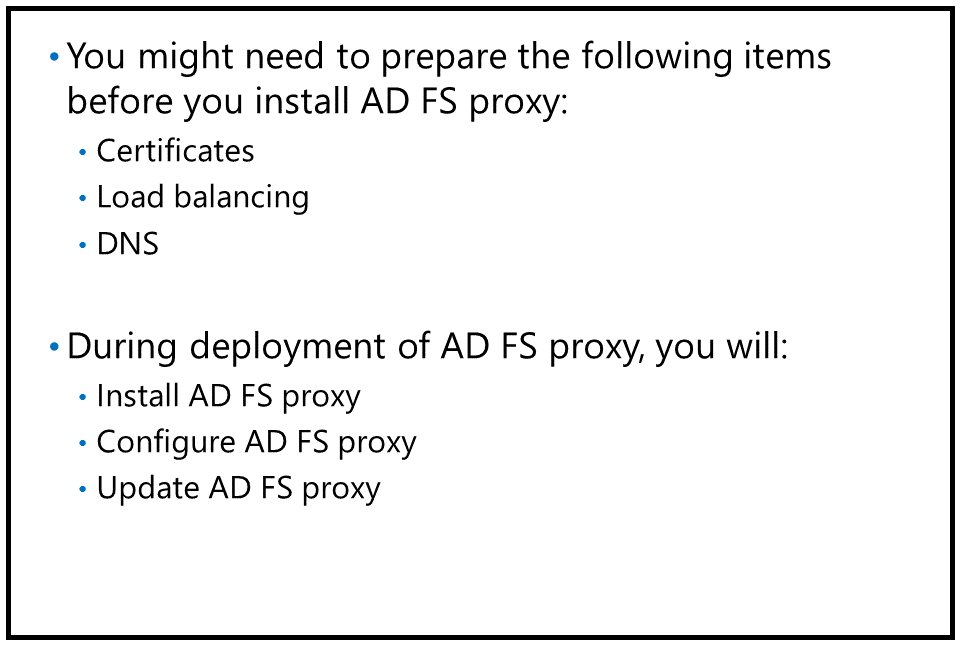 • You might need to prepare the following items
before you install AD FS proxy:
• Certificates
• Load balancing
• DNS
• During deployment of AD FS proxy, you will:
• Install AD FS proxy
• Configure AD FS proxy
• Update AD FS proxy